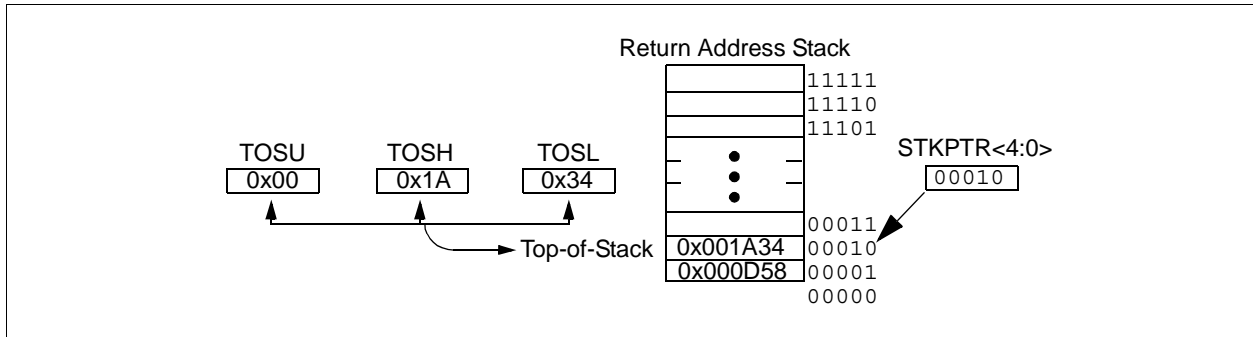 Return Address Stack
11111
11110
11101
TOSU TOSH TOSL STKPTR<4:0>
0x00 0x1A 0x34 00010
00011
Top-of-Stack 0x001A34 00010
0x000D58 00001
00000